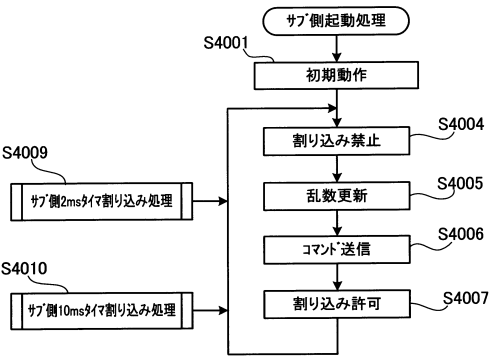 サブ側起動処理
S4001
初期動作
割り込み禁止
S4004
S4009
サブ側2msタイマ割り込み処理
乱数更新
S4005
コマンド送信
S4006
S4010
サブ側10msタイマ割り込み処理
割り込み許可
S4007